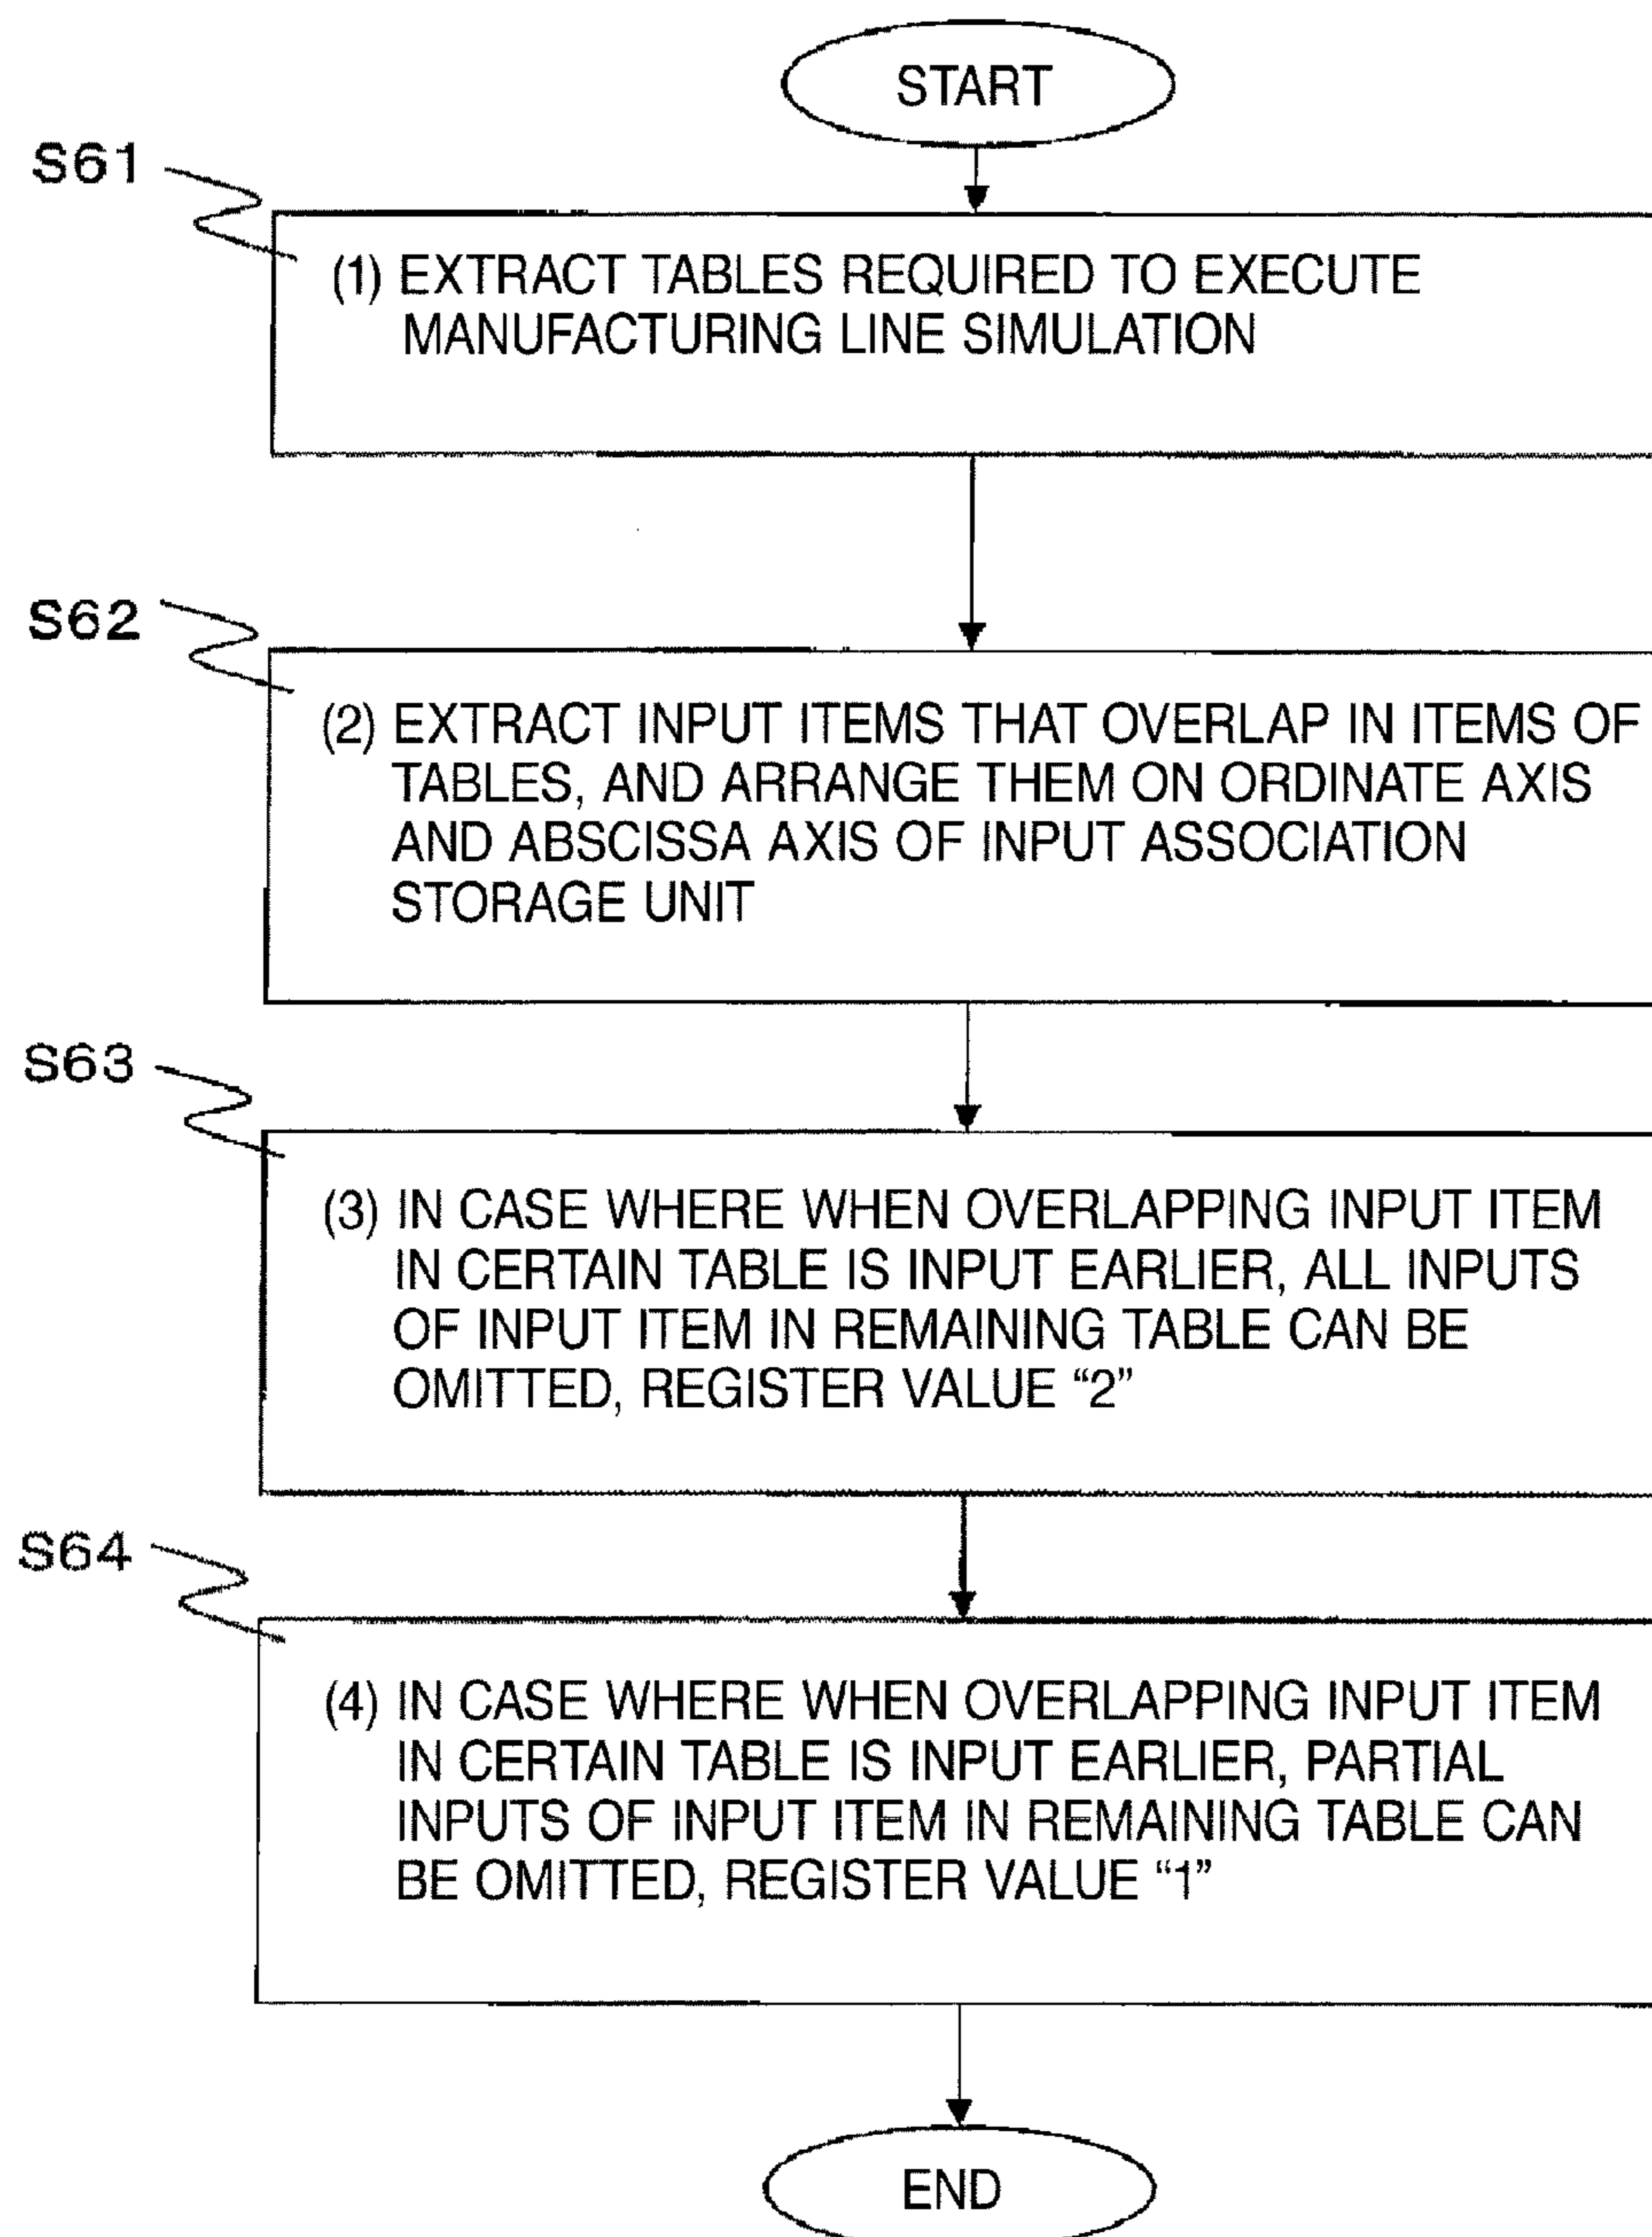 START
S61
(1) EXTRACT TABLES REQUIRED TO EXECUTE
MANUFACTURING LINE SIMULATION
S62
(2) EXTRACT INPUT ITEMS THAT OVERLAP IN ITEMS OF
TABLES, AND ARRANGE THEM ON ORDINATE AXIS
AND ABSCISSA AXIS OF INPUT ASSOCIATION
STORAGE UNIT
S63
(3) IN CASE WHERE WHEN OVERLAPPING INPUT ITEM
IN CERTAIN TABLE IS INPUT EARLIER, ALL INPUTS
OF INPUT ITEM IN REMAINING TABLE CAN BE
OMITTED, REGISTER VALUE “2”
S64
(4) IN CASE WHERE WHEN OVERLAPPING INPUT ITEM
IN CERTAIN TABLE IS INPUT EARLIER, PARTIAL
INPUTS OF INPUT ITEM IN REMAINING TABLE CAN
BE OMITTED, REGISTER VALUE “1”
END